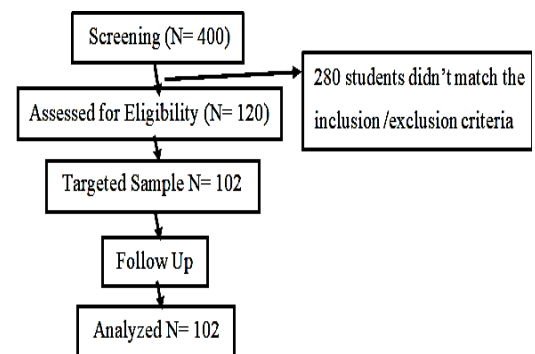 Screening (N= 400)
280 students didn’t match the
inclusion /exclusion criteria
Assessed for Eligibility (N= 120)
Targeted Sample N= 102
Follow Up
Analyzed N= 102